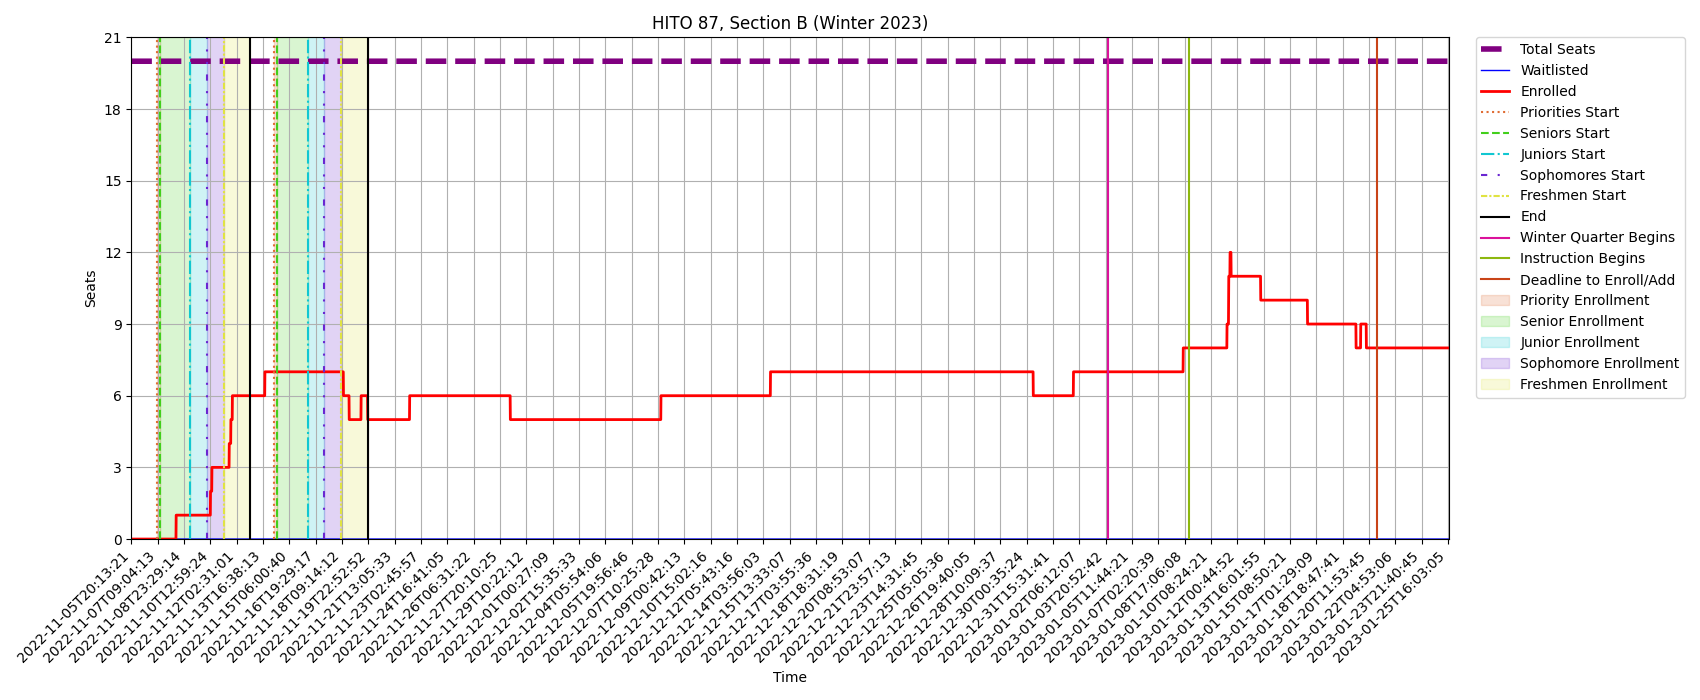 HITO 87, Section B (Winter 2023)
21
18
15
12
9
6
3
0
Seats
2022-11-05T20:13:21
2022-11-07T09:04:13
2022-11-08T23:29:14
2022-11-10T12:59:24
2022-11-12T02:31:01
2022-11-13T16:38:13
2022-11-15T06:00:40
2022-11-16T19:29:17
2022-11-18T09:14:12
2022-11-19T22:52:52
2022-11-21T13:05:33
2022-11-23T02:45:57
2022-11-24T16:41:05
2022-11-26T06:31:22
2022-11-27T20:10:25
2022-11-29T10:22:12
2022-12-01T00:27:09
2022-12-02T15:35:33
2022-12-04T05:54:06
2022-12-05T19:56:46
2022-12-07T10:25:28
2022-12-09T00:42:13
2022-12-10T15:02:16
2022-12-12T05:43:16
2022-12-14T03:56:03
2022-12-15T13:33:07
2022-12-17T03:55:36
2022-12-18T18:31:19
2022-12-20T08:53:07
2022-12-21T23:57:13
2022-12-23T14:31:45
2022-12-25T05:05:36
2022-12-26T19:40:05
2022-12-28T10:09:37
2022-12-30T00:35:24
2022-12-31T15:31:41
2023-01-02T06:12:07
2023-01-03T20:52:42
2023-01-05T11:44:21
2023-01-07T02:20:39
2023-01-08T17:06:08
2023-01-10T08:24:21
2023-01-12T00:44:52
2023-01-13T16:01:55
2023-01-15T08:50:21
2023-01-17T01:29:09
2023-01-18T18:47:41
2023-01-20T11:53:45
2023-01-22T04:53:06
2023-01-23T21:40:45
2023-01-25T16:03:05
Time
Total Seats
Waitlisted
Enrolled
Priorities Start
Seniors Start
Juniors Start
Sophomores Start
Freshmen Start
End
Winter Quarter Begins
Instruction Begins
Deadline to Enroll/Add
Priority Enrollment
Senior Enrollment
Junior Enrollment
Sophomore Enrollment
Freshmen Enrollment